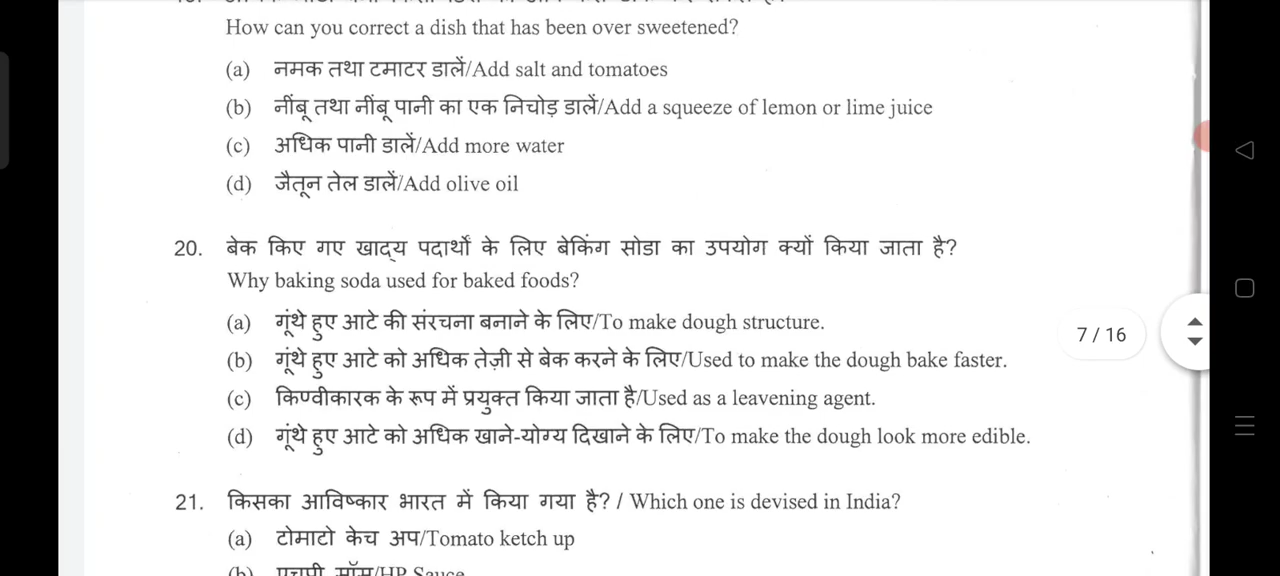 How can you correct a dish that has been over sweetened?
(a) नमक तथा टमाटर डालें/Add salt and tomatoes
(b) नींबू तथा नींबू पानी का एक निचोड़ डालें/Add a squeeze of lemon or lime juice
(c) अधिक पानी डालें/Add more water
(d) जैतून तेल डालें/Add olive oil
20. बेक किए गए खाद्य पदार्थों के लिए बेकिंग सोडा का उपयोग क्यों किया जाता है?
Why baking soda used for baked foods?
(a) गूंथे हुए आटे की संरचना बनाने के लिए/To make dough structure.
(b) गूंथे हुए आटे को अधिक तेज़ी से बेक करने के लिए/Used to make the dough bake faster.
7 / 16
(c) किण्वीकारक के रूप में प्रयुक्त किया जाता है/Used as a leavening agent.
(d) गूंथे हुए आटे को अधिक खाने-योग्य दिखाने के लिए/To make the dough look more edible.
21. किसका आविष्कार भारत में किया गया है? / Which one is devised in India?
(a) टोमाटो केच अप/Tomato ketch up
(b) एचपी सॉस/HP Sauce